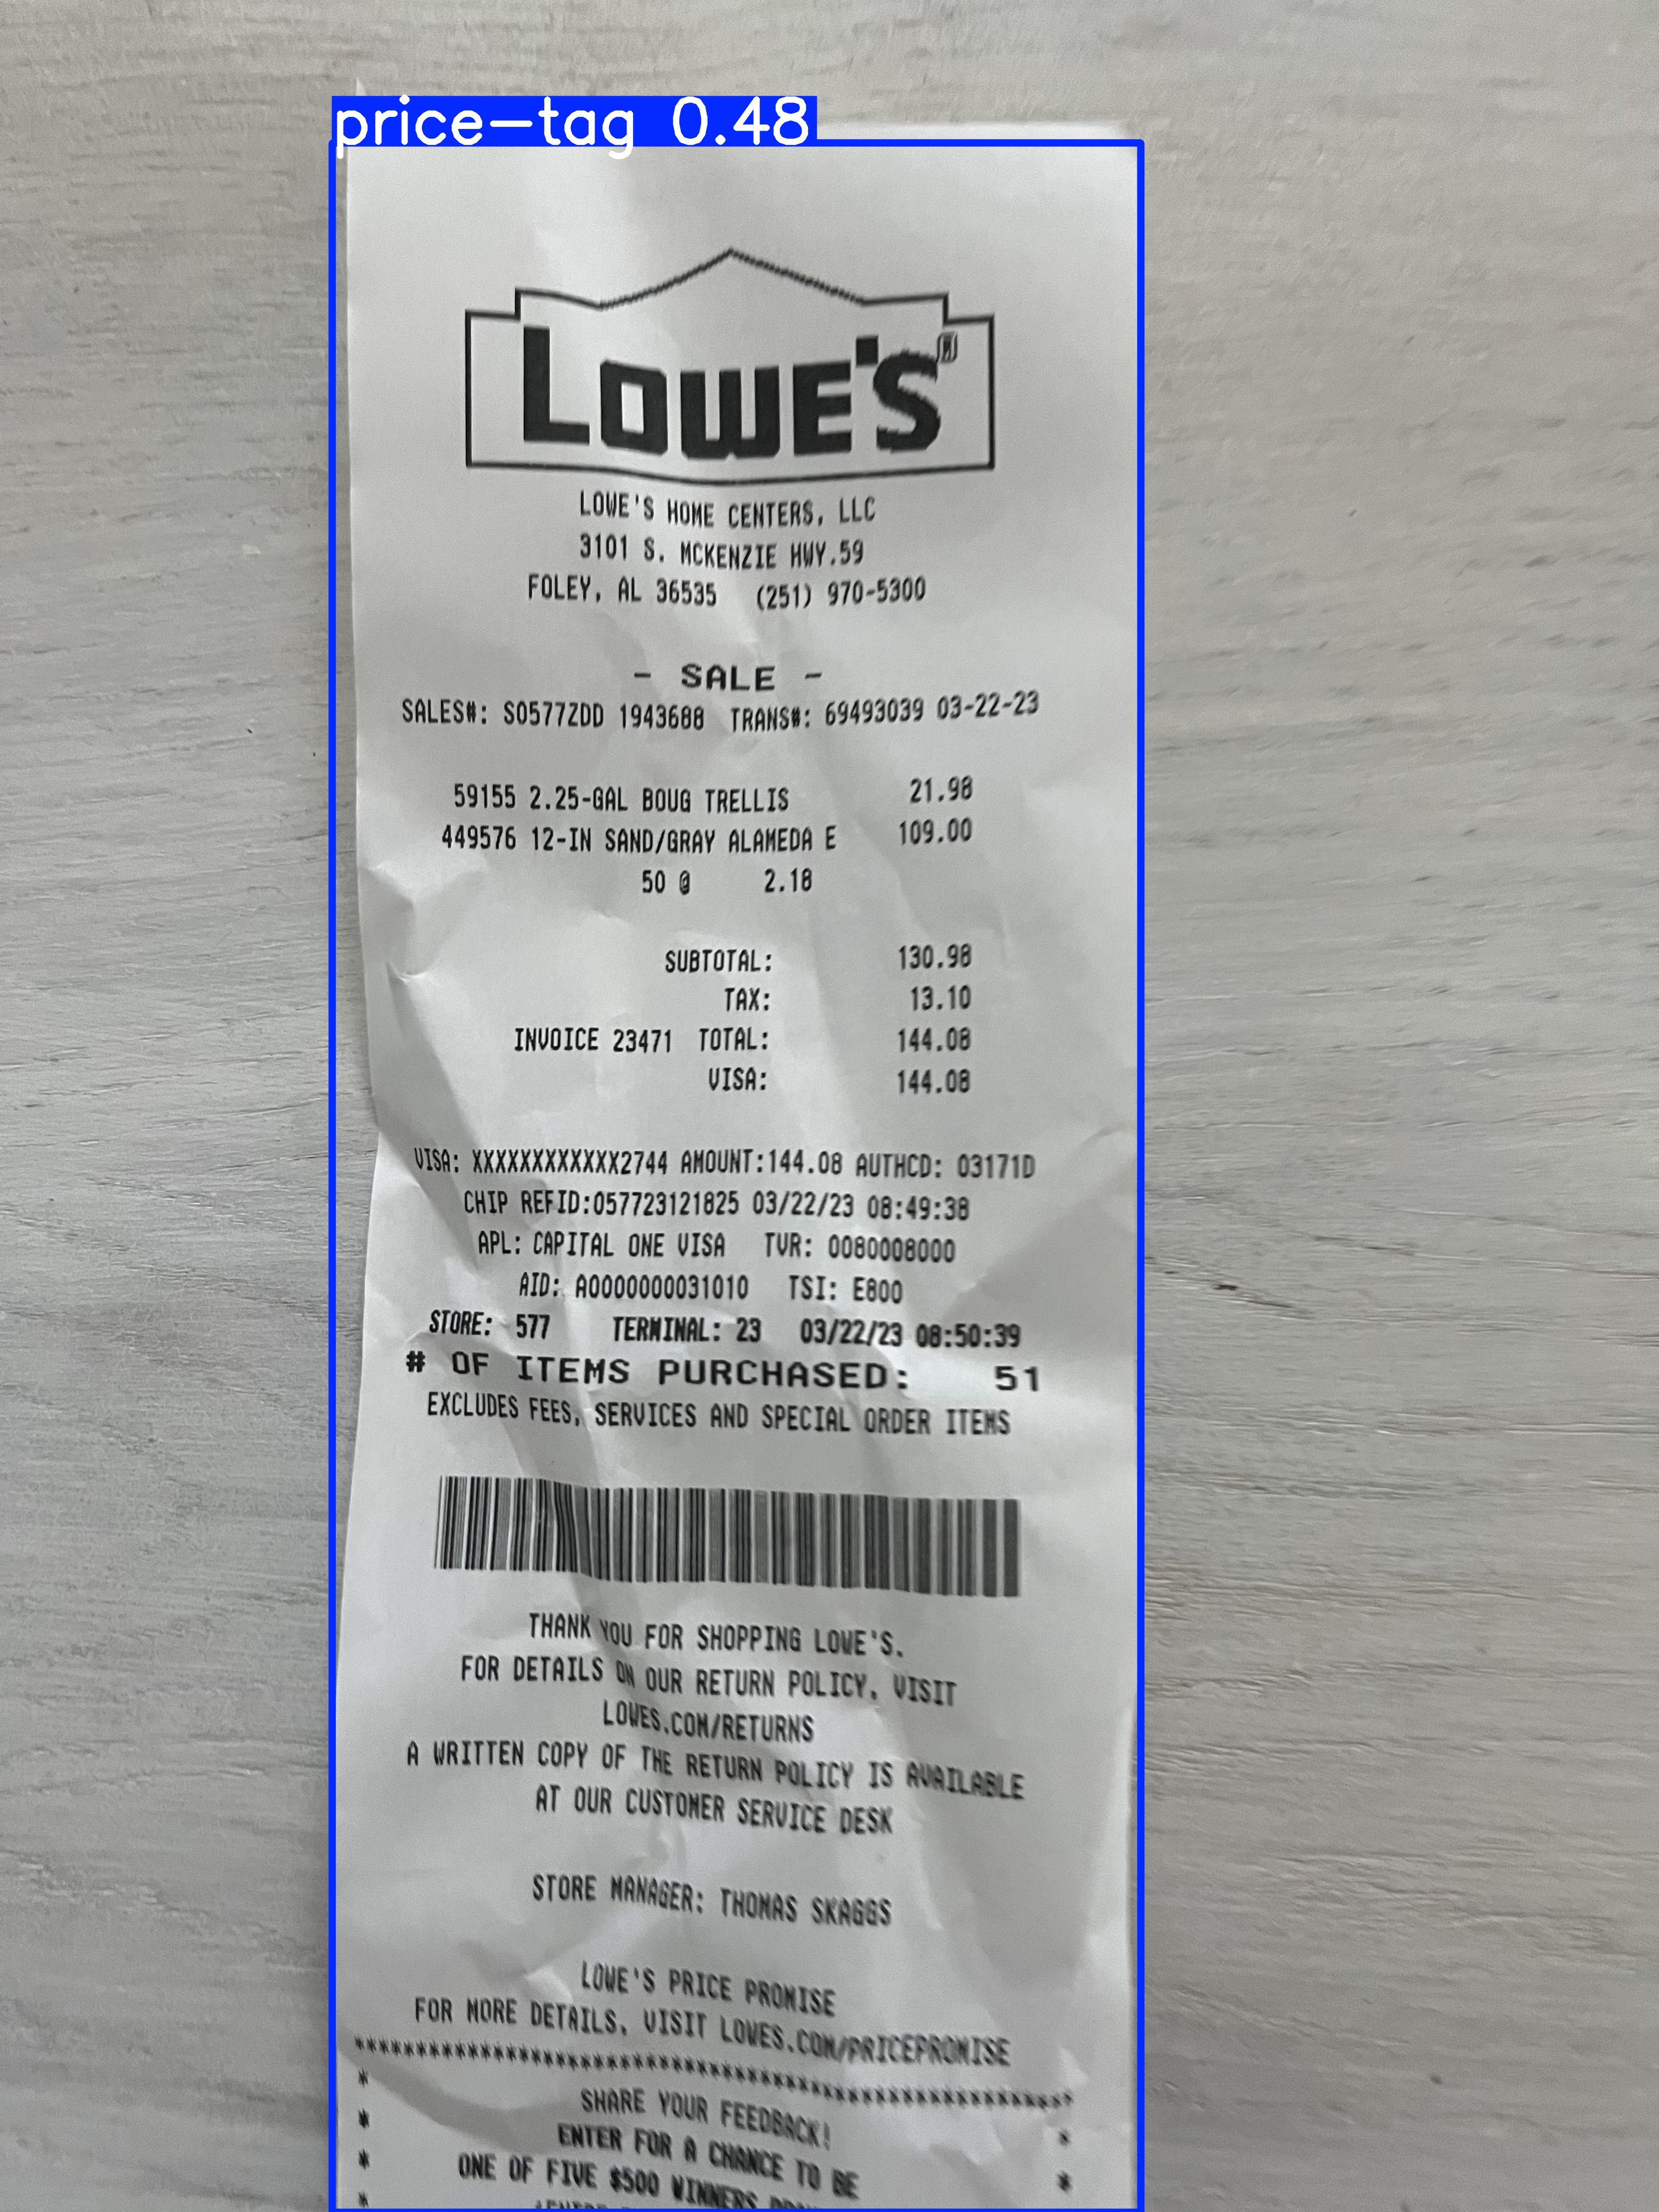 price-tag 0.48
LOWE'S
LOWE'S HOME CENTERS, LLC
3101 S. MCKENZIE HWY.59
FOLEY, AL 36535 (251) 970-5300
- SALE -
SALES#: S0577ZDD 1943688 TRANS#: 69493039 03-22-23
59155 2.25-GAL BOUG TRELLIS 21.98
449576 12-IN SAND/GRAY ALAMEDA E 109.00
50 @ 2.18
SUBTOTAL: 130.98
TAX: 13.10
INVOICE 23471 TOTAL: 144.08
VISA: 144.08
VISA: XXXXXXXXXXXX2744 AMOUNT:144.08 AUTHCD: 03171D
CHIP REFID:057723121825 03/22/23 08:49:38
APL: CAPITAL ONE VISA TVR: 0080008000
AID: A0000000031010 TSI: E800
STORE: 577 TERMINAL: 23 03/22/23 08:50:39
# OF ITEMS PURCHASED: 51
EXCLUDES FEES, SERVICES AND SPECIAL ORDER ITEMS
THANK YOU FOR SHOPPING LOWE'S.
FOR DETAILS ON OUR RETURN POLICY, VISIT
LOWES.COM/RETURNS
A WRITTEN COPY OF THE RETURN POLICY IS AVAILABLE
AT OUR CUSTOMER SERVICE DESK
STORE MANAGER: THOMAS SKAGGS
LOWE'S PRICE PROMISE
FOR MORE DETAILS, VISIT LOWES.COM/PRICEPROMISE
SHARE YOUR FEEDBACK!
ENTER FOR A CHANCE TO BE
ONE OF FIVE $500 WINNERS